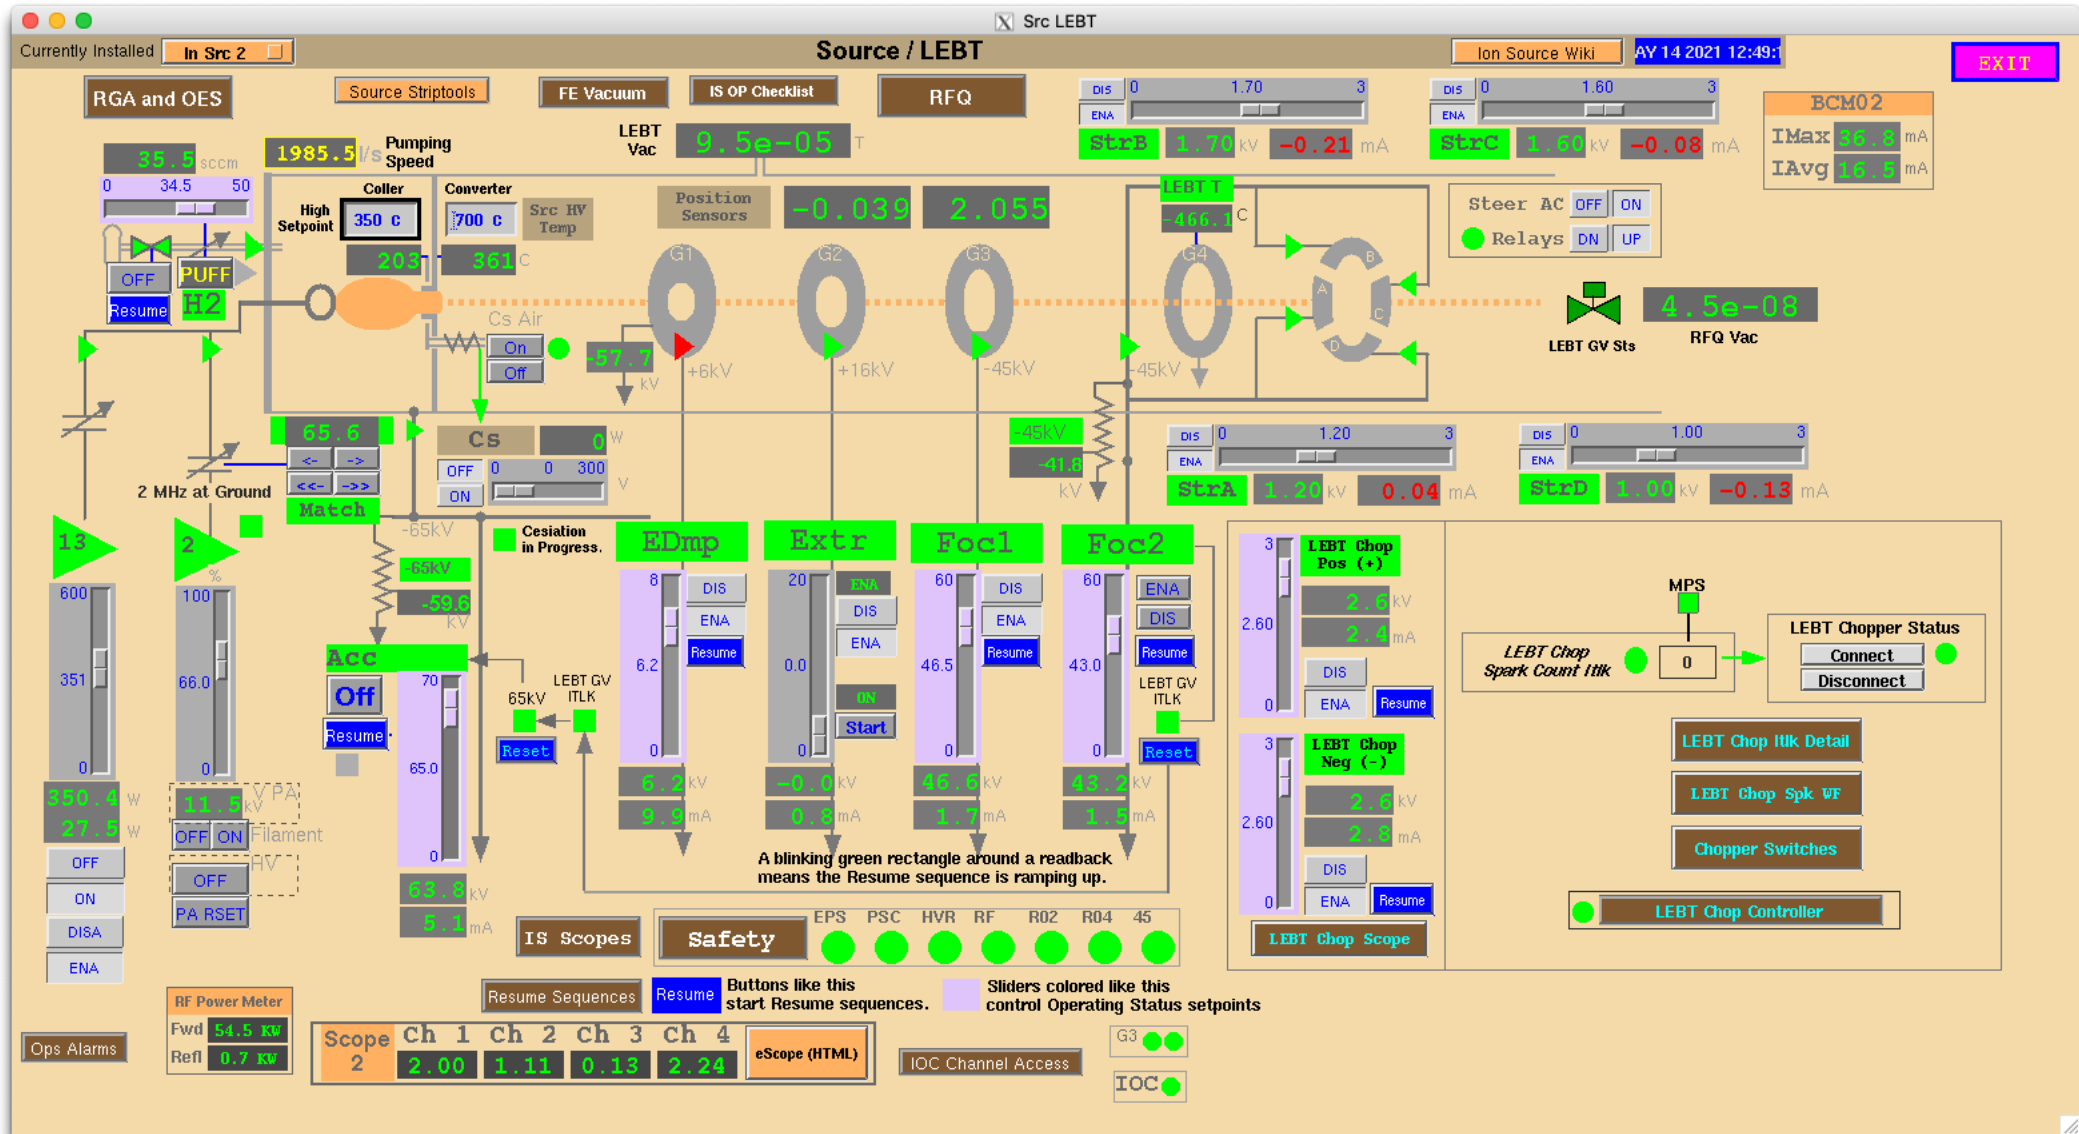 Src LEBT
Currently Installed In Src 2
Source / LEBT
Ion Source Wiki
AY 14 2021 12:49:1
EXIT
RGA and OES
Source Striptools
FE Vacuum
IS OP Checklist
RFQ
DIS 0 1.70 3
ENA
StrB 1.70 kV -0.21 mA
DIS 0 1.60 3
ENA
StrC 1.60 kV -0.08 mA
BCM02
IMax 36.8 mA
IAvg 16.5 mA
35.5 sccm
0 34.5 50
1985.5 l/s Pumping Speed
LEBT Vac 9.5e-05 T
High Setpoint
Coller
350 C
203
Converter
700 C
361 C
Src HV Temp
Position Sensors -0.039 2.055
LEBT T
-466.1 C
Steer AC OFF ON
Relays DN UP
OFF PUFF
Resume H2
G1 G2 G3 G4
A B C D
Cs Air
On
Off
-57.7 kV
+6kV
+16kV
-45kV
-45kV
LEBT GV Sts
4.5e-08
RFQ Vac
65.6
<- ->
<<- ->>
Match
2 MHz at Ground
Cs 0 W
OFF 0 0 300
ON V
-45kV
-41.8
kV
DIS 0 1.20 3
ENA
StrA 1.20 kV 0.04 mA
DIS 0 1.00 3
ENA
StrD 1.00 kV -0.13 mA
-65kV
Cesiation in Progress.
13
600
351
0
350.4 W
27.5 W
OFF
ON
DISA
ENA
2
%
100
66.0
0
V PA
11.5 kV
OFF ON Filament
HV
OFF
PA RSET
-65kV
-59.6
kV
Acc
Off
Resume
70
65.0
0
63.8 kV
5.1 mA
65kV
Reset
LEBT GV
ITLK
EDmp
8
6.2
0
DIS
ENA
Resume
6.2 kV
9.9 mA
Extr
20
0.0
0
ENA
DIS
ENA
ON
Start
-0.0 kV
0.8 mA
Foc1
60
46.5
0
DIS
ENA
Resume
46.6 kV
1.7 mA
Foc2
60
43.0
0
ENA
DIS
Resume
LEBT GV
ITLK
Reset
43.2 kV
1.5 mA
A blinking green rectangle around a readback
means the Resume sequence is ramping up.
3
2.60
0
LEBT Chop
Pos (+)
2.6 kV
2.4 mA
DIS
ENA Resume
3
2.60
0
LEBT Chop
Neg (-)
2.6 kV
2.8 mA
DIS
ENA Resume
LEBT Chop Scope
MPS
LEBT Chop
Spark Count Itlk
0
LEBT Chopper Status
Connect
Disconnect
LEBT Chop Itlk Detail
LEBT Chop Spk WF
Chopper Switches
LEBT Chop Controller
IS Scopes
Safety
EPS PSC HVR RF R02 R04 45
Resume Sequences
Resume
Buttons like this
start Resume sequences.
Sliders colored like this
control Operating Status setpoints
RF Power Meter
Fwd 54.5 KW
Refl 0.7 KW
Ops Alarms
Scope 2
Ch 1 Ch 2 Ch 3 Ch 4
2.00 1.11 0.13 2.24
eScope (HTML)
IOC Channel Access
G3
IOC